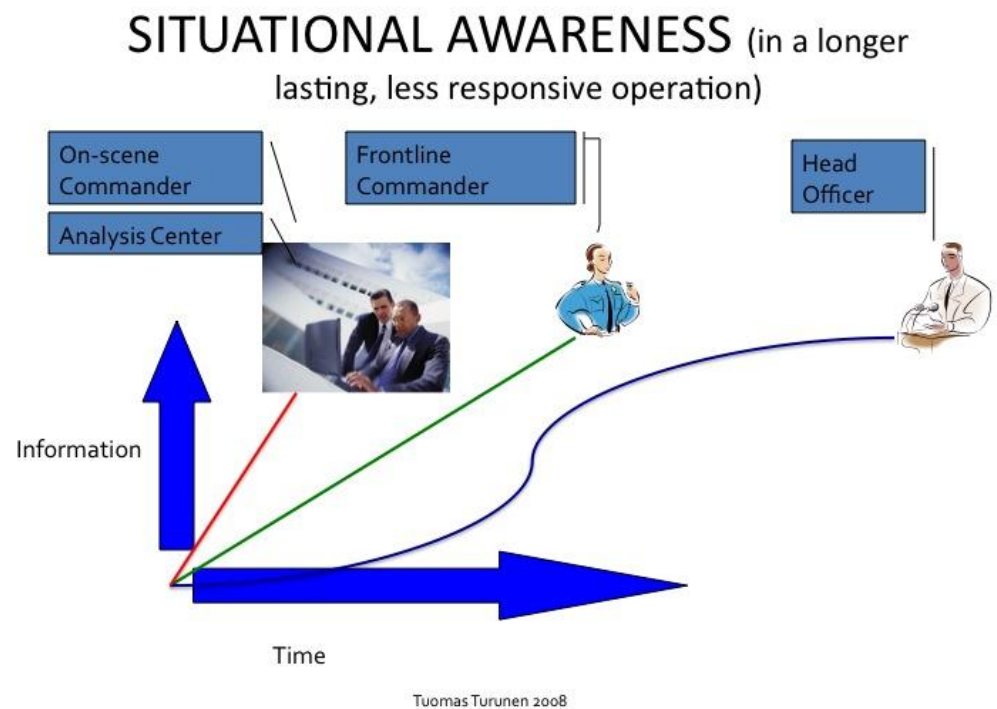 SITUATIONAL AWARENESS (in a longer
lasting, less responsive operation)
On-scene
Commander
Analysis Center
Frontline
Commander
Head
Officer
Information
Time
Tuomas Turunen 2008